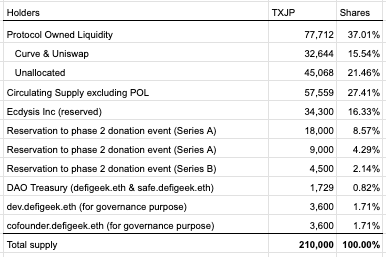 Holders TXJP Shares
Protocol Owned Liquidity 77,712 37.01%
Curve & Uniswap 32,644 15.54%
Unallocated 45,068 21.46%
Circulating Supply excluding POL 57,559 27.41%
Ecdysis Inc (reserved) 34,300 16.33%
Reservation to phase 2 donation event (Series A) 18,000 8.57%
Reservation to phase 2 donation event (Series A) 9,000 4.29%
Reservation to phase 2 donation event (Series B) 4,500 2.14%
DAO Treasury (defigeek.eth & safe.defigeek.eth) 1,729 0.82%
dev.defigeek.eth (for governance purpose) 3,600 1.71%
cofounder.defigeek.eth (for governance purpose) 3,600 1.71%
Total supply 210,000 100.00%